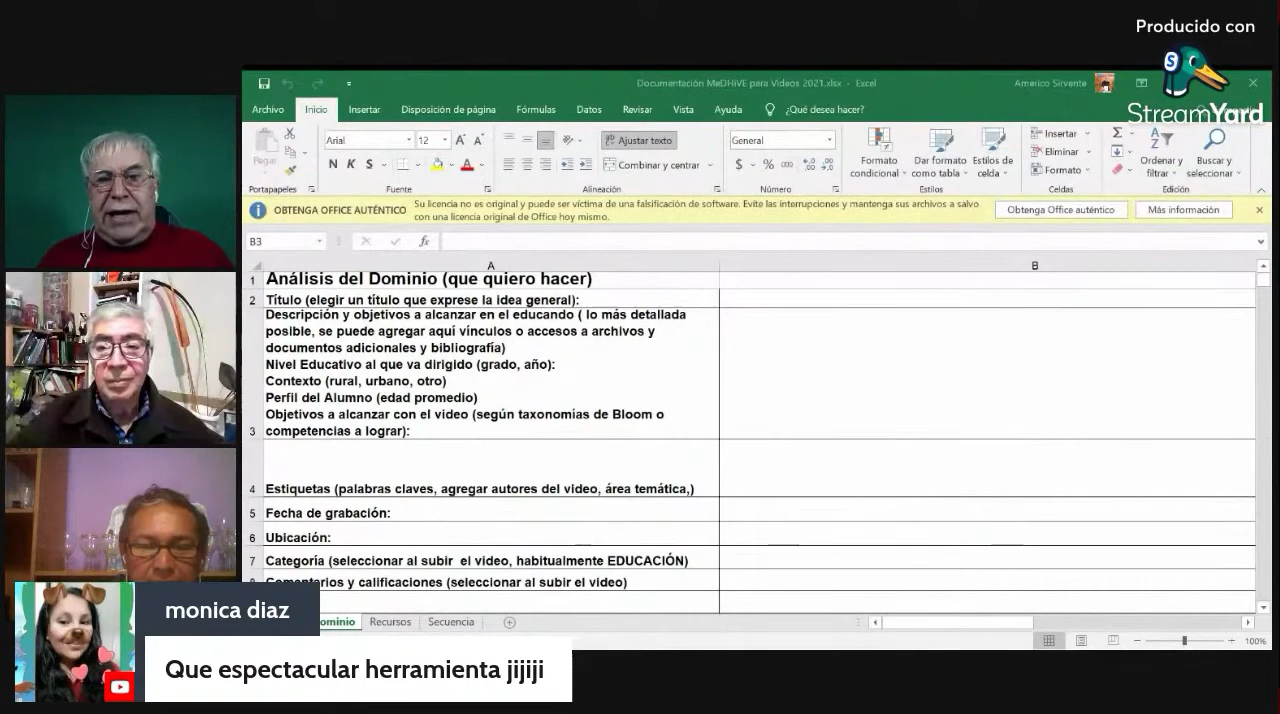 Producido con
StreamYard
Documentación MeDHiVE para Videos 2021.xlsx - Excel
Americo Sirvente
Archivo Inicio Insertar Disposición de página Fórmulas Datos Revisar Vista Ayuda ¿Qué desea hacer?
Pegar
Arial 12
N K S
Ajustar texto
Combinar y centrar
General
$ % 000
Formato condicional
Dar formato como tabla
Estilos de celda
Insertar
Eliminar
Formato
Ordenar y filtrar
Buscar y seleccionar
Portapapeles Fuente Alineación Número Estilos Celdas Edición
OBTENGA OFFICE AUTÉNTICO Su licencia no es original y puede ser víctima de una falsificación de software. Evite las interrupciones y mantenga sus archivos a salvo
con una licencia original de Office hoy mismo.
Obtenga Office auténtico Más información
B3 fx
A B
1 Análisis del Dominio (que quiero hacer)
2 Título (elegir un título que exprese la idea general):
Descripción y objetivos a alcanzar en el educando ( lo más detallada
posible, se puede agregar aquí vínculos o accesos a archivos y
documentos adicionales y bibliografía)
Nivel Educativo al que va dirigido (grado, año):
Contexto (rural, urbano, otro)
Perfil del Alumno (edad promedio)
Objetivos a alcanzar con el video (según taxonomías de Bloom o
3 competencias a lograr):
4 Estiquetas (palabras claves, agregar autores del video, área temática,)
5 Fecha de grabación:
6 Ubicación:
7 Categoría (seleccionar al subir el video, habitualmente EDUCACIÓN)
Comentarios y calificaciones (seleccionar al subir el video)
ominio Recursos Secuencia
100%
monica diaz
Que espectacular herramienta jijiji